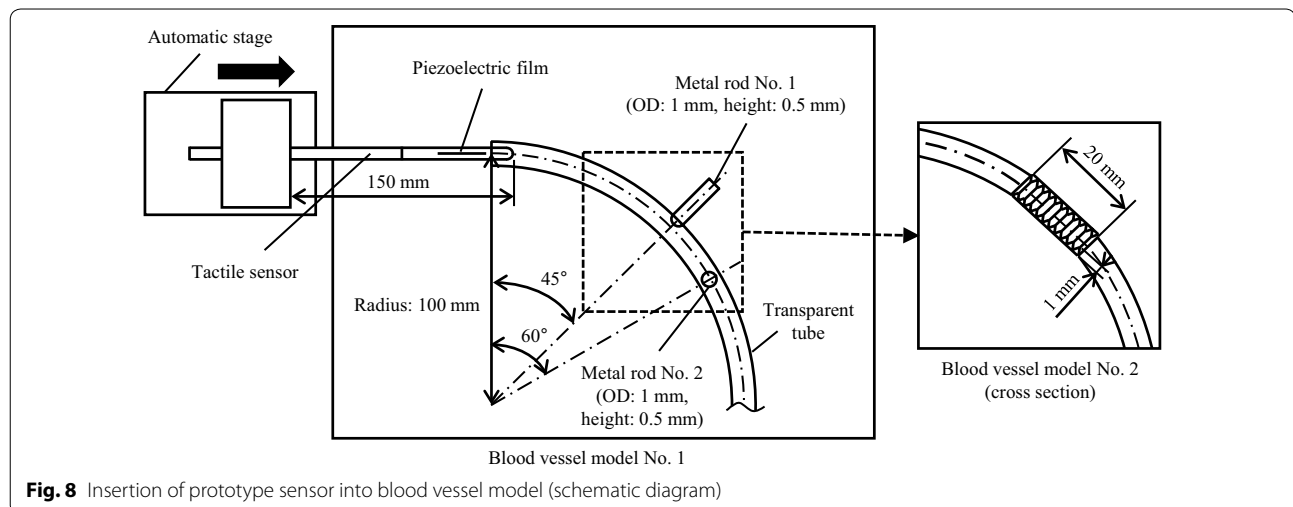 Automatic stage
Piezoelectric film
Metal rod No. 1
(OD: 1 mm, height: 0.5 mm)
150 mm
Tactile sensor
45°
Radius: 100 mm
60°
Transparent
tube
Metal rod No. 2
(OD: 1 mm,
height: 0.5 mm)
Blood vessel model No. 1
20 mm
1 mm
Blood vessel model No. 2
(cross section)
Fig. 8 Insertion of prototype sensor into blood vessel model (schematic diagram)